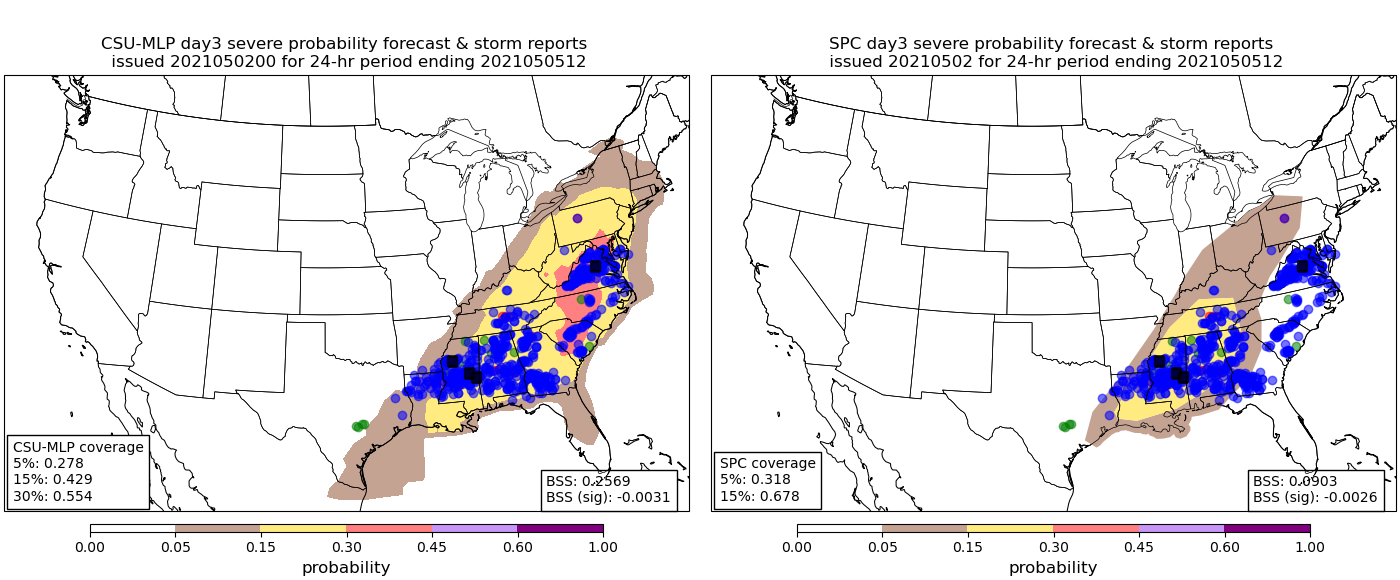 CSU-MLP day3 severe probability forecast & storm reports
issued 2021050200 for 24-hr period ending 2021050512
CSU-MLP coverage
5%: 0.278
15%: 0.429
30%: 0.554
BSS: 0.2569
BSS (sig): -0.0031
0.00 0.05 0.15 0.30 0.45 0.60 1.00
probability
SPC day3 severe probability forecast & storm reports
issued 20210502 for 24-hr period ending 2021050512
SPC coverage
5%: 0.318
15%: 0.678
BSS: 0.0903
BSS (sig): -0.0026
0.00 0.05 0.15 0.30 0.45 0.60 1.00
probability